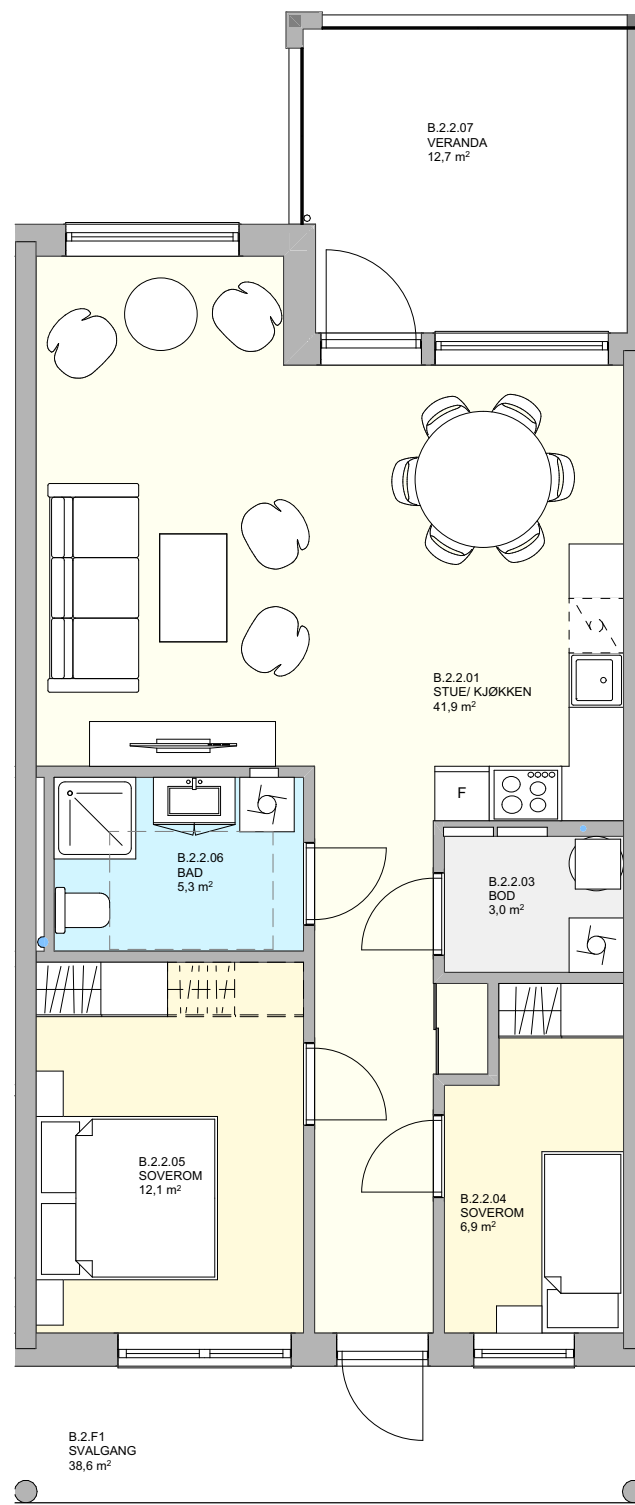 B.2.2.07
VERANDA
12,7 m²
B.2.2.01
STUE/ KJØKKEN
41,9 m²
F
B.2.2.06
BAD
5,3 m²
B.2.2.03
BOD
3,0 m²
B.2.2.05
SOVEROM
12,1 m²
B.2.2.04
SOVEROM
6,9 m²
B.2.F1
SVALGANG
38,6 m²